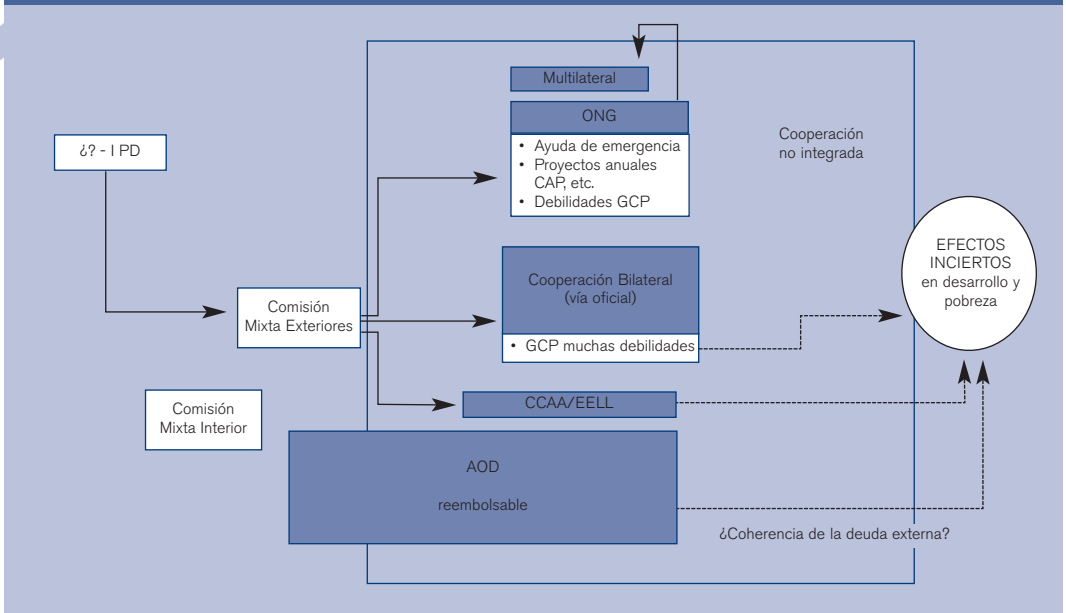 Multilateral
ONG
• Ayuda de emergencia
• Proyectos anuales
CAP, etc.
• Debilidades GCP
Cooperación
no integrada
¿? - I PD
Comisión
Mixta Exteriores
Cooperación Bilateral
(vía oficial)
• GCP muchas debilidades
EFECTOS
INCIERTOS
en desarrollo y
pobreza
Comisión
Mixta Interior
CCAA/EELL
AOD
reembolsable
¿Coherencia de la deuda externa?